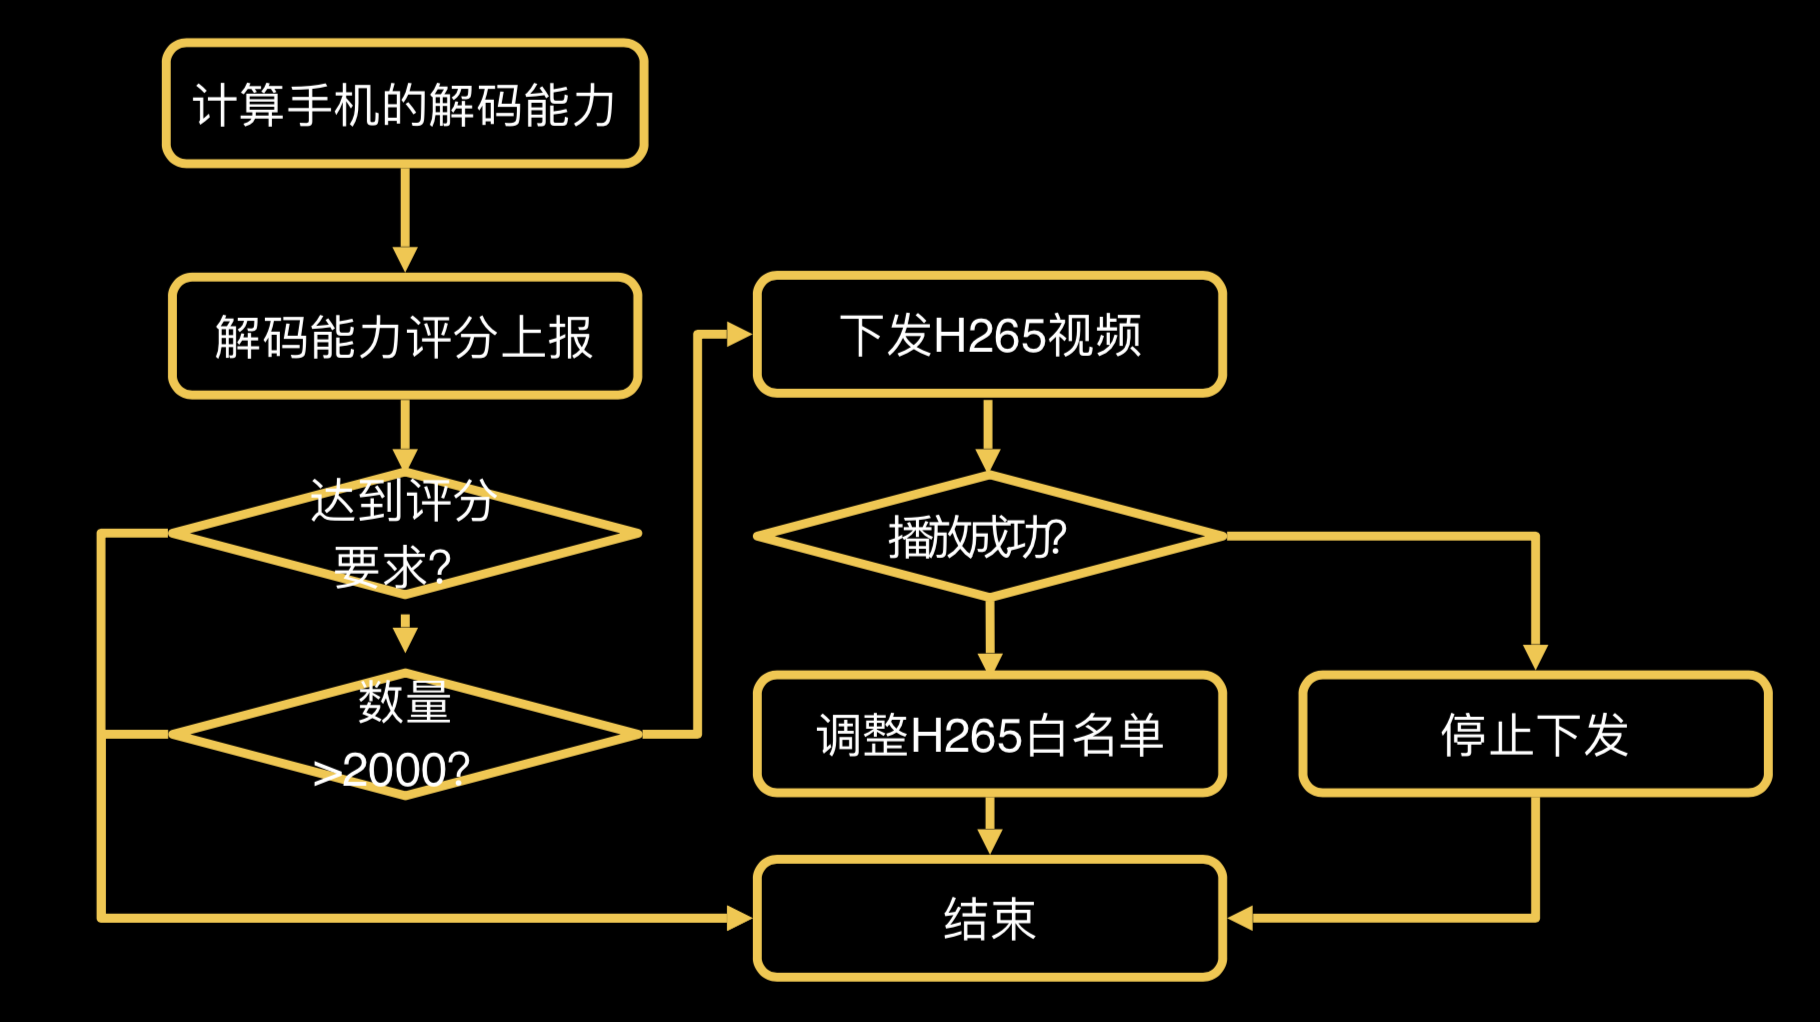 计算手机的解码能力
解码能力评分上报
达到评分
要求?
数量
>2000?
下发H265视频
播放成功?
调整H265白名单
停止下发
结束